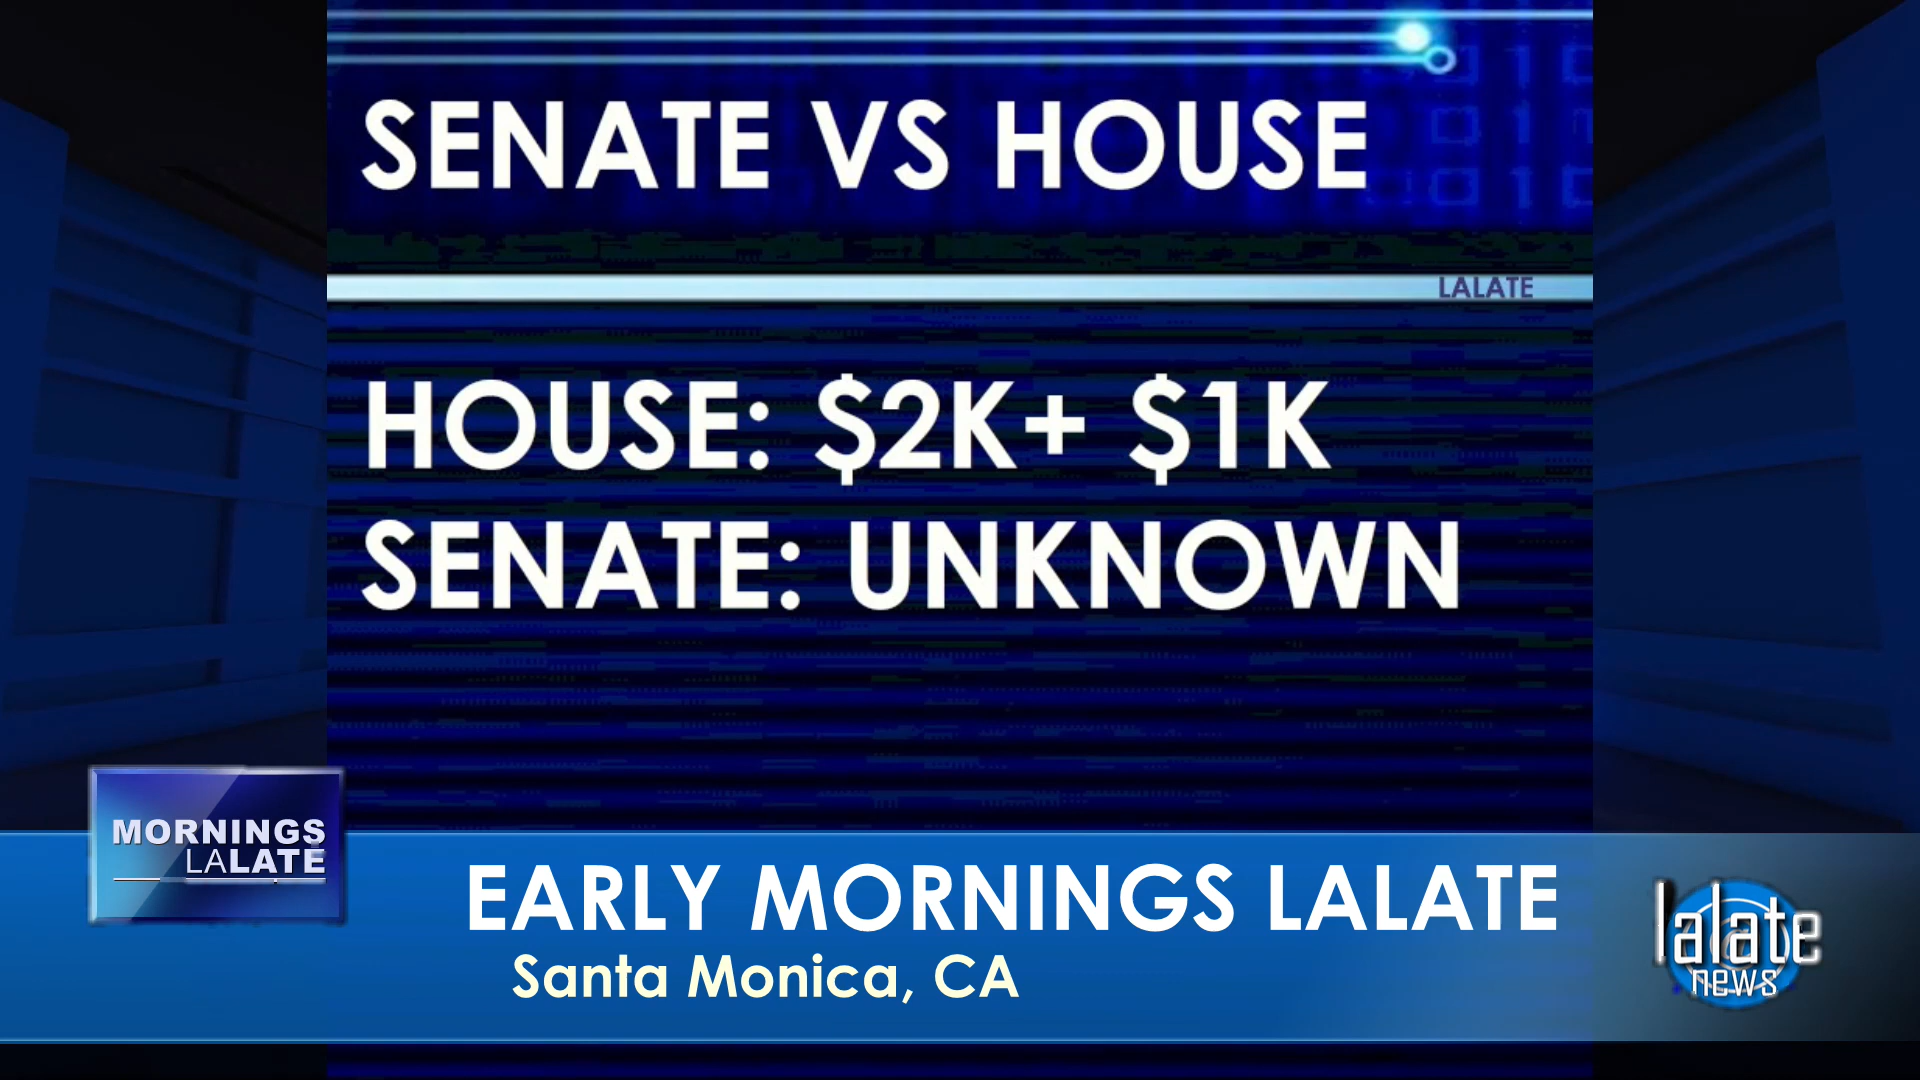 SENATE VS HOUSE
LALATE
HOUSE: $2K+ $1K
SENATE: UNKNOWN
MORNINGS
LALATE
EARLY MORNINGS LALATE
Santa Monica, CA
lalate
news